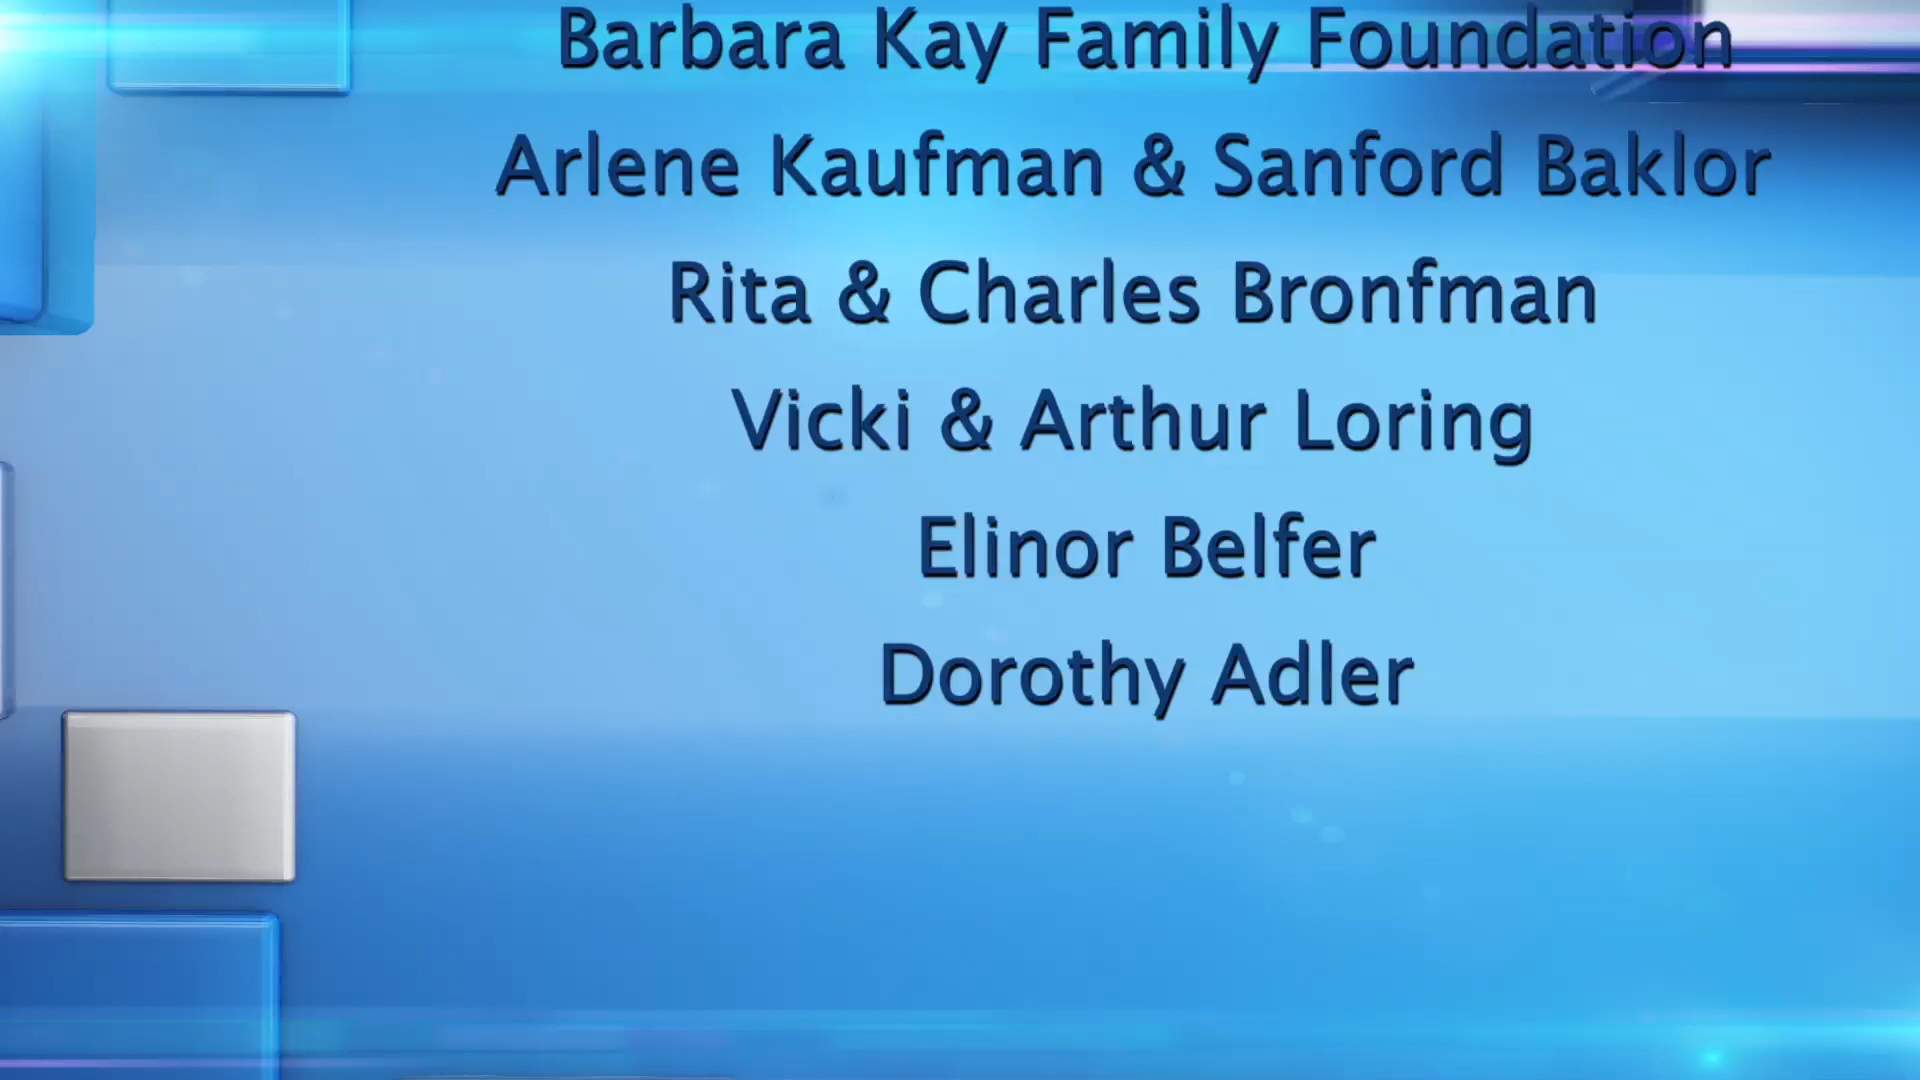 Barbara Kay Family Foundation
Arlene Kaufman & Sanford Baklor
Rita & Charles Bronfman
Vicki & Arthur Loring
Elinor Belfer
Dorothy Adler